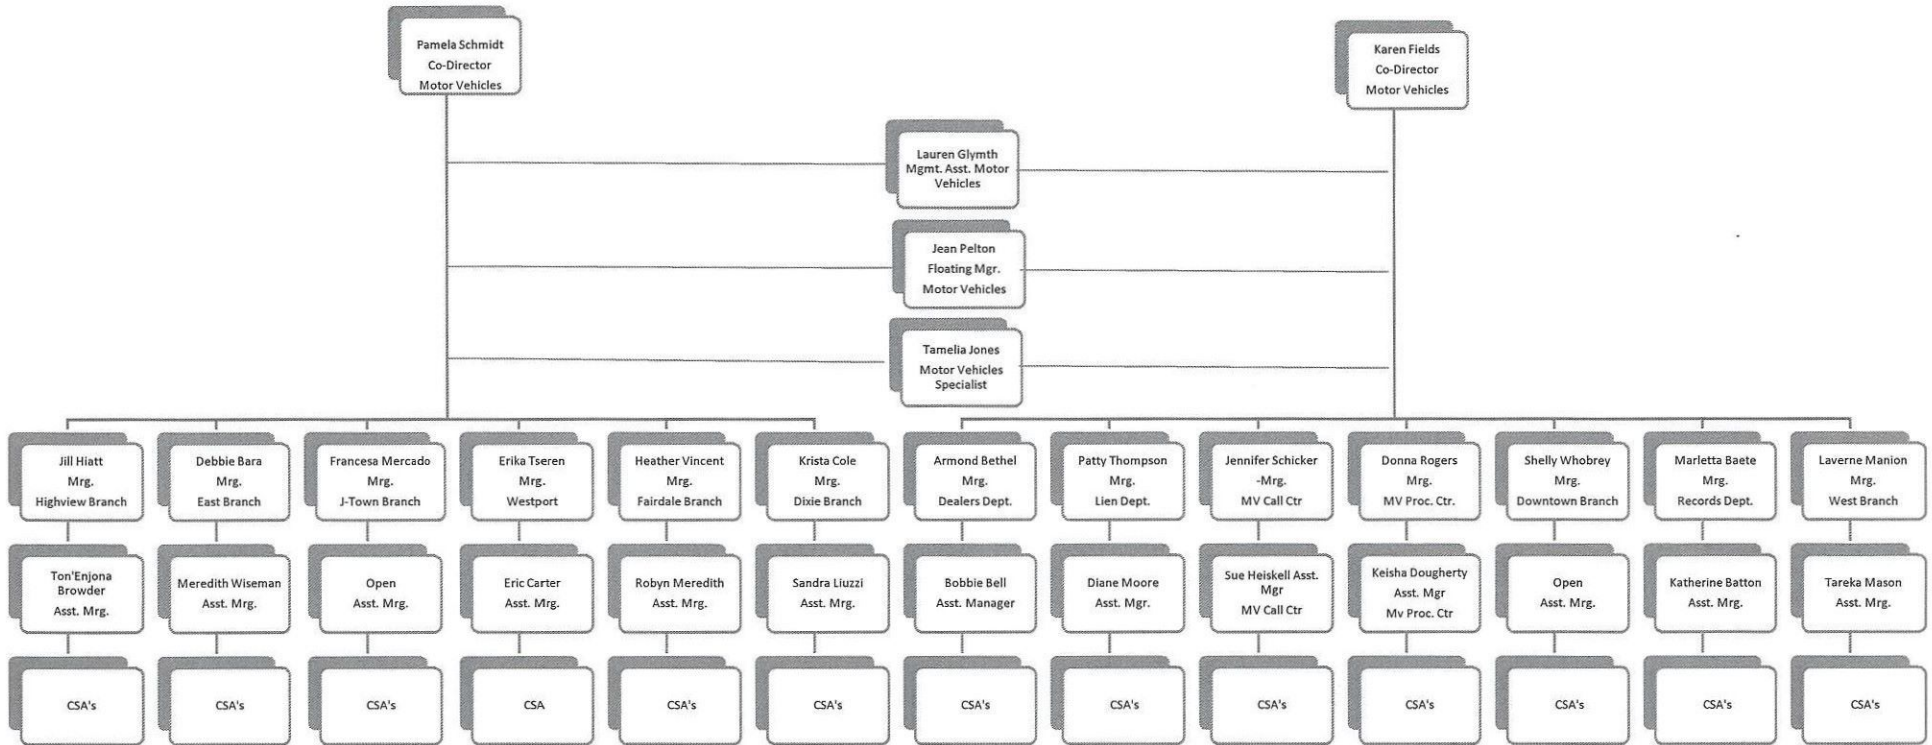 Pamela Schmidt
Co-Director
Motor Vehicles
Karen Fields
Co-Director
Motor Vehicles
Lauren Glymth
Mgmt. Asst. Motor
Vehicles
Jean Pelton
Floating Mgr.
Motor Vehicles
Tamelia Jones
Motor Vehicles
Specialist
Jill Hiatt
Mrg.
Highview Branch
Debbie Bara
Mrg.
East Branch
Francesa Mercado
Mrg.
J-Town Branch
Erika Tseren
Mrg.
Westport
Heather Vincent
Mrg.
Fairdale Branch
Krista Cole
Mrg.
Dixie Branch
Armond Bethel
Mrg.
Dealers Dept.
Patty Thompson
Mrg.
Lien Dept.
Jennifer Schicker
-Mrg.
MV Call Ctr
Donna Rogers
Mrg.
MV Proc. Ctr.
Shelly Whobrey
Mrg.
Downtown Branch
Marletta Baete
Mrg.
Records Dept.
Laverne Manion
Mrg.
West Branch
Ton'Enjona
Browder
Asst. Mrg.
Meredith Wiseman
Asst. Mrg.
Open
Asst. Mrg.
Eric Carter
Asst. Mrg.
Robyn Meredith
Asst. Mrg.
Sandra Liuzzi
Asst. Mrg.
Bobbie Bell
Asst. Manager
Diane Moore
Asst. Mgr.
Sue Heiskell Asst.
Mgr
MV Call Ctr
Keisha Dougherty
Asst. Mgr
Mv Proc. Ctr
Open
Asst. Mrg.
Katherine Batton
Asst. Mrg.
Tareka Mason
Asst. Mrg.
CSA's
CSA's
CSA's
CSA
CSA's
CSA's
CSA's
CSA's
CSA's
CSA's
CSA's
CSA's
CSA's